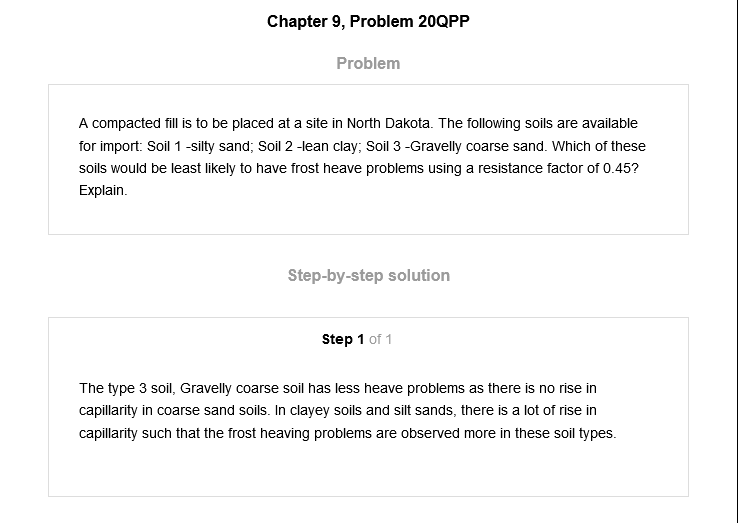 Chapter 9, Problem 20QPP
Problem
A compacted fill is to be placed at a site in North Dakota. The following soils are available
for import: Soil 1 -silty sand; Soil 2 -lean clay; Soil 3 -Gravelly coarse sand. Which of these
soils would be least likely to have frost heave problems using a resistance factor of 0.45?
Explain.
Step-by-step solution
Step 1 of 1
The type 3 soil, Gravelly coarse soil has less heave problems as there is no rise in
capillarity in coarse sand soils. In clayey soils and silt sands, there is a lot of rise in
capillarity such that the frost heaving problems are observed more in these soil types.